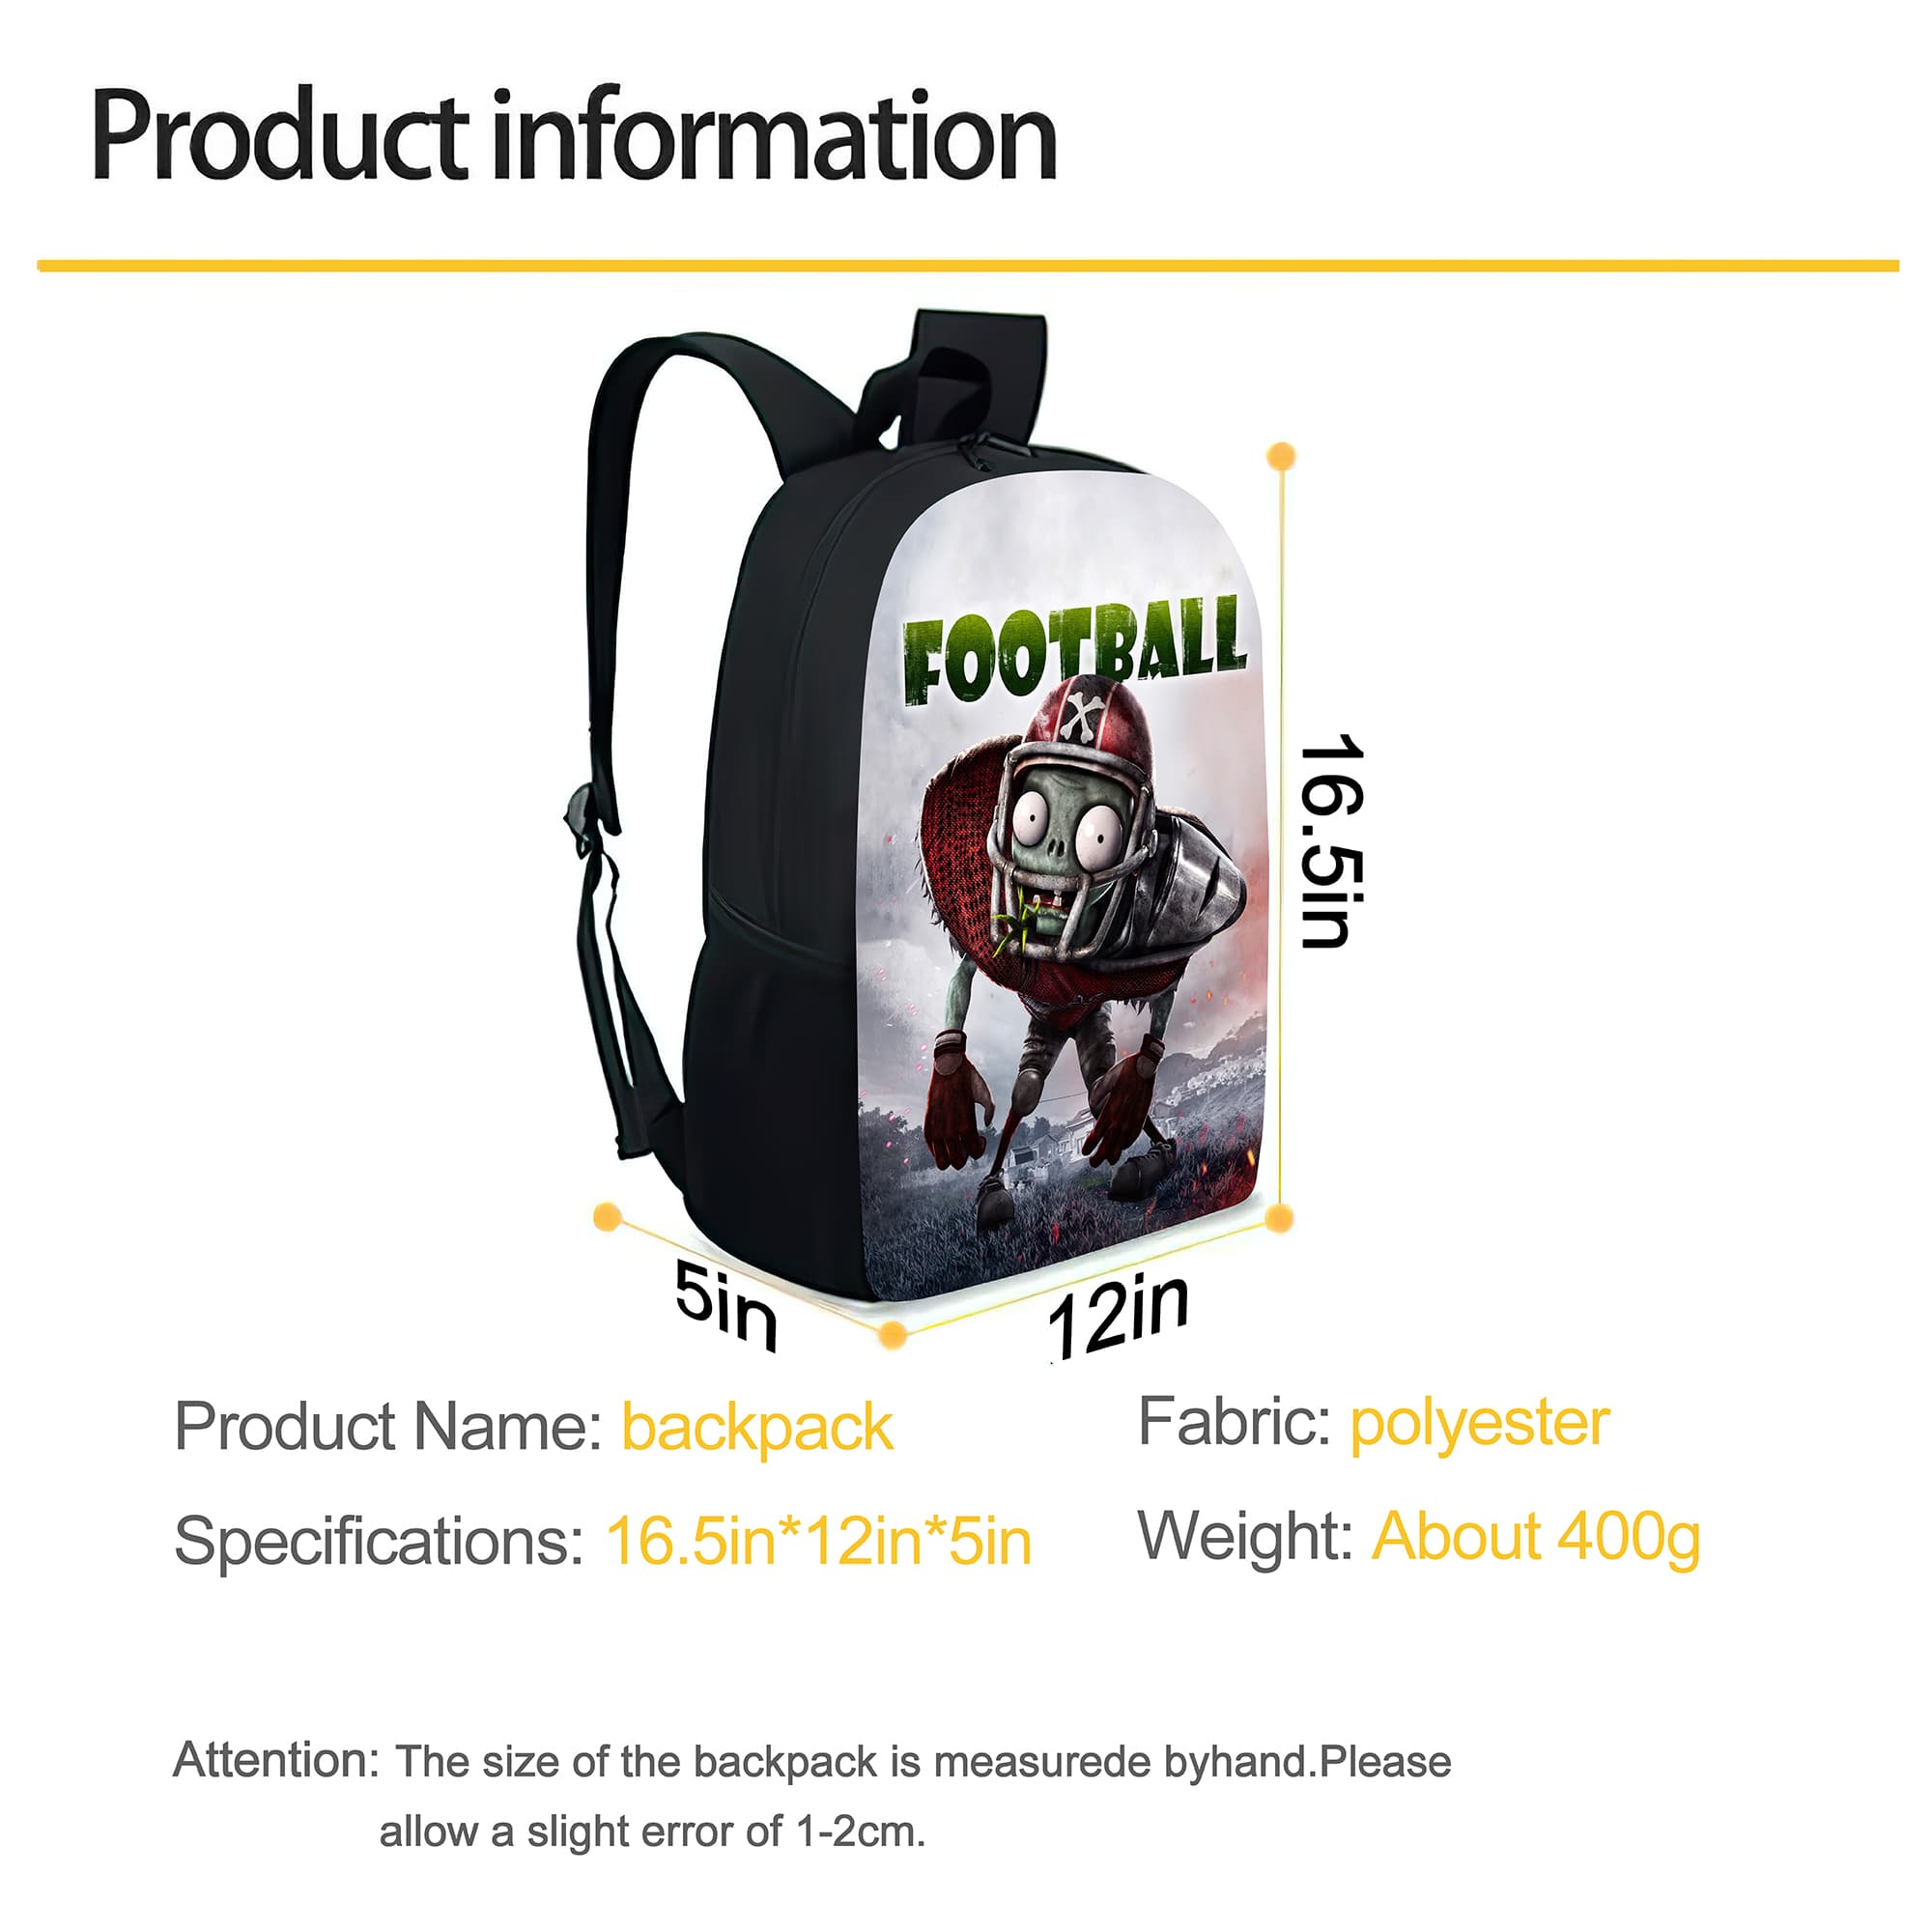 Product information
FOOTBALL
16.5in
5in
12in
Product Name: backpack
Fabric: polyester
Specifications: 16.5in*12in*5in
Weight: About 400g
Attention: The size of the backpack is measurede byhand.Please
allow a slight error of 1-2cm.